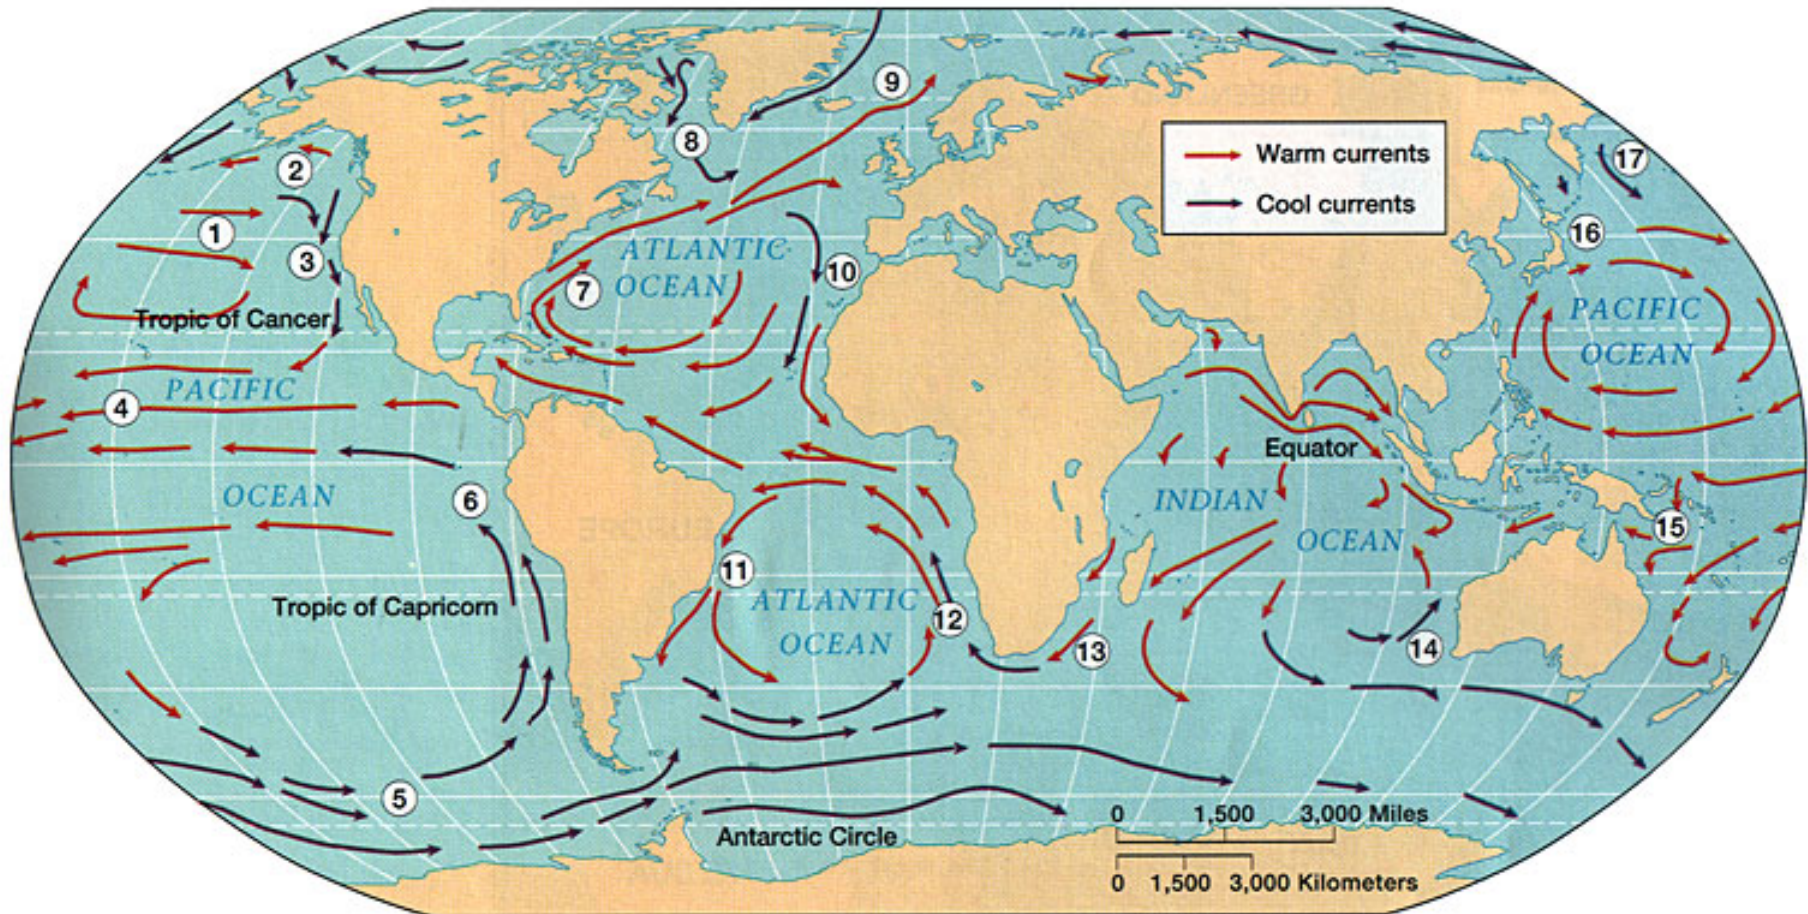 9
8
2
17
Warm currents
Cool currents
1
16
3
ATLANTIC
OCEAN
10
7
Tropic of Cancer
PACIFIC
OCEAN
PACIFIC
4
Equator
OCEAN
6
INDIAN
OCEAN
15
11
Tropic of Capricorn
ATLANTIC
OCEAN
12
13
14
5
Antarctic Circle
0 1,500 3,000 Miles
0 1,500 3,000 Kilometers